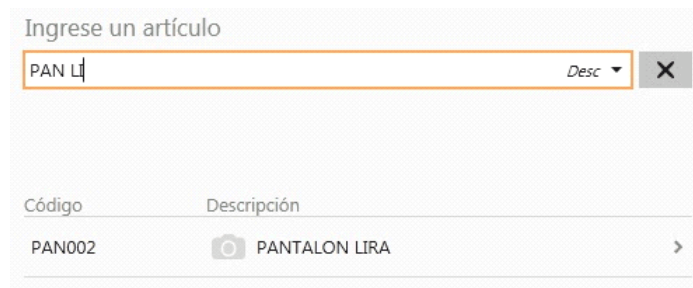 Ingrese un artículo
PAN LI Desc
Código Descripción
PAN002 PANTALON LIRA